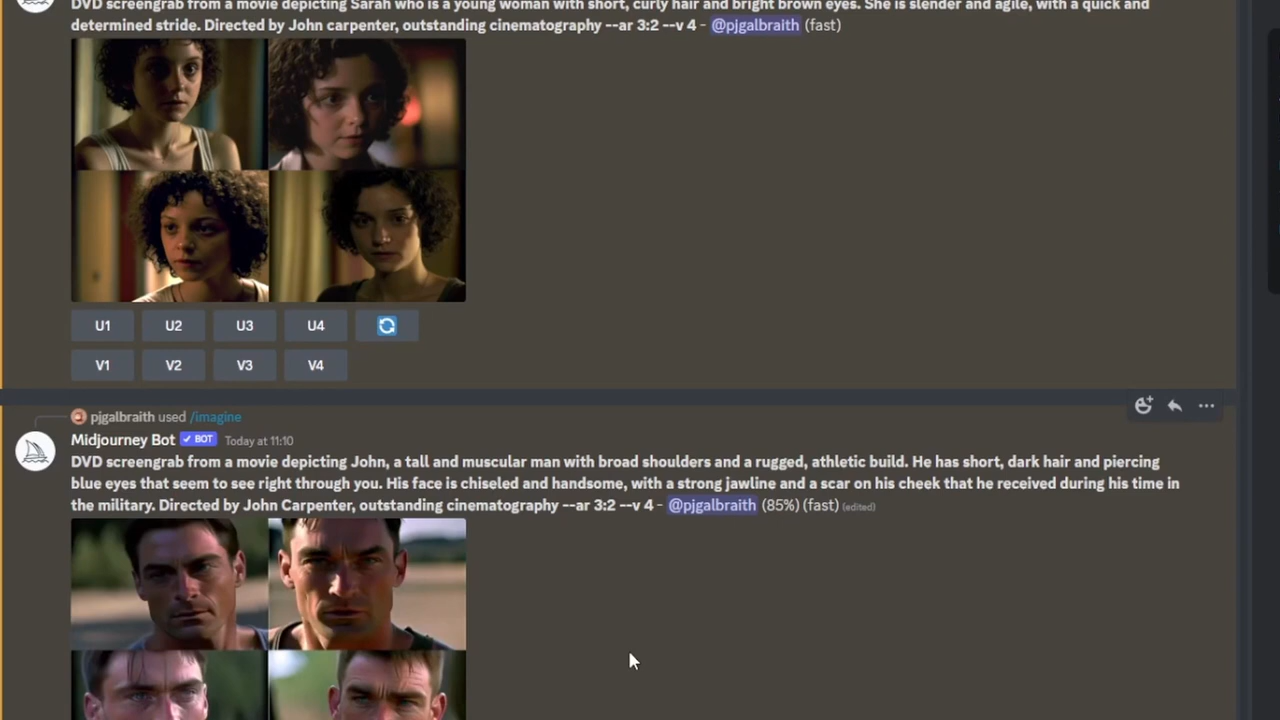 DVD screengrab from a movie depicting Sarah who is a young woman with short, curly hair and bright brown eyes. She is slender and agile, with a quick and
determined stride. Directed by John carpenter, outstanding cinematography --ar 3:2 --v 4 - @pjgalbraith (fast)
U1 U2 U3 U4
V1 V2 V3 V4
pjgalbraith used /imagine
Midjourney Bot ✓ BOT Today at 11:10
DVD screengrab from a movie depicting John, a tall and muscular man with broad shoulders and a rugged, athletic build. He has short, dark hair and piercing
blue eyes that seem to see right through you. His face is chiseled and handsome, with a strong jawline and a scar on his cheek that he received during his time in
the military. Directed by John Carpenter, outstanding cinematography --ar 3:2 --v 4 - @pjgalbraith (85%) (fast) (edited)